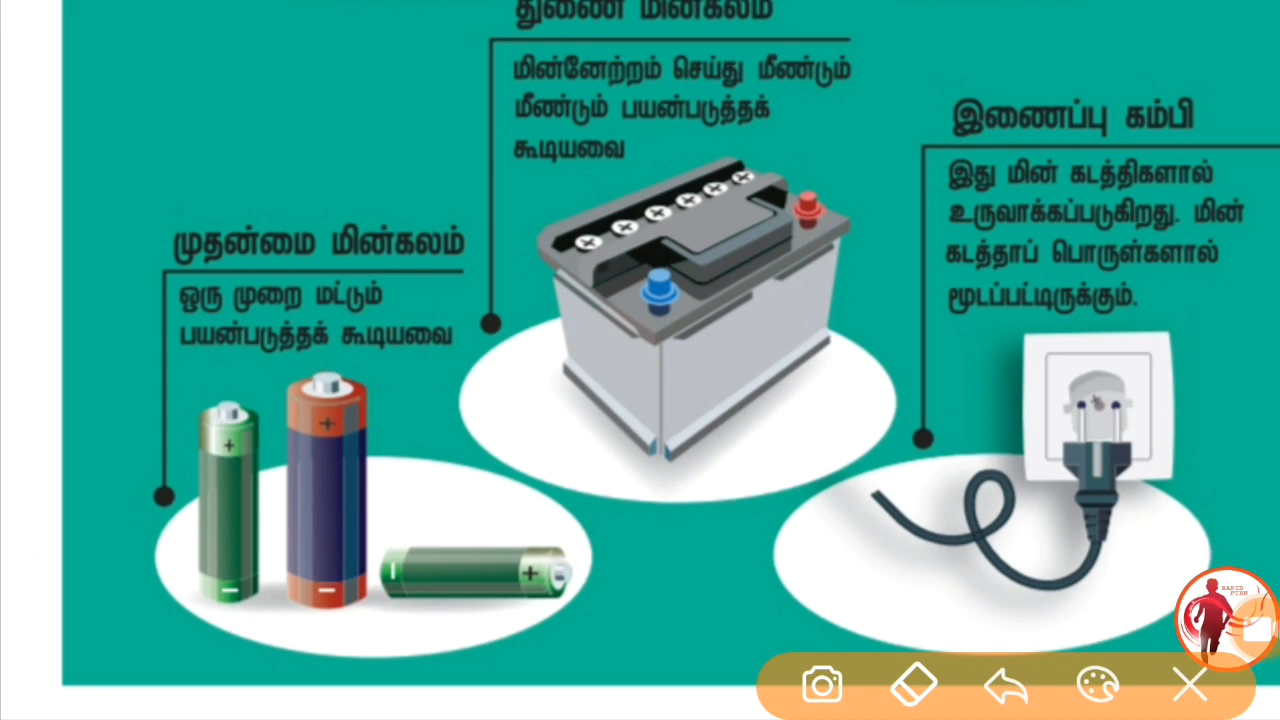 துணை மின்கலம்
மின்னேற்றம் செய்து மீண்டும்
மீண்டும் பயன்படுத்தக்
கூடியவை
இணைப்பு கம்பி
இது மின் கடத்திகளால்
உருவாக்கப்படுகிறது. மின்
கடத்தாப் பொருள்களால்
மூடப்பட்டிருக்கும்.
முதன்மை மின்கலம்
ஒரு முறை மட்டும்
பயன்படுத்தக் கூடியவை
RAPID